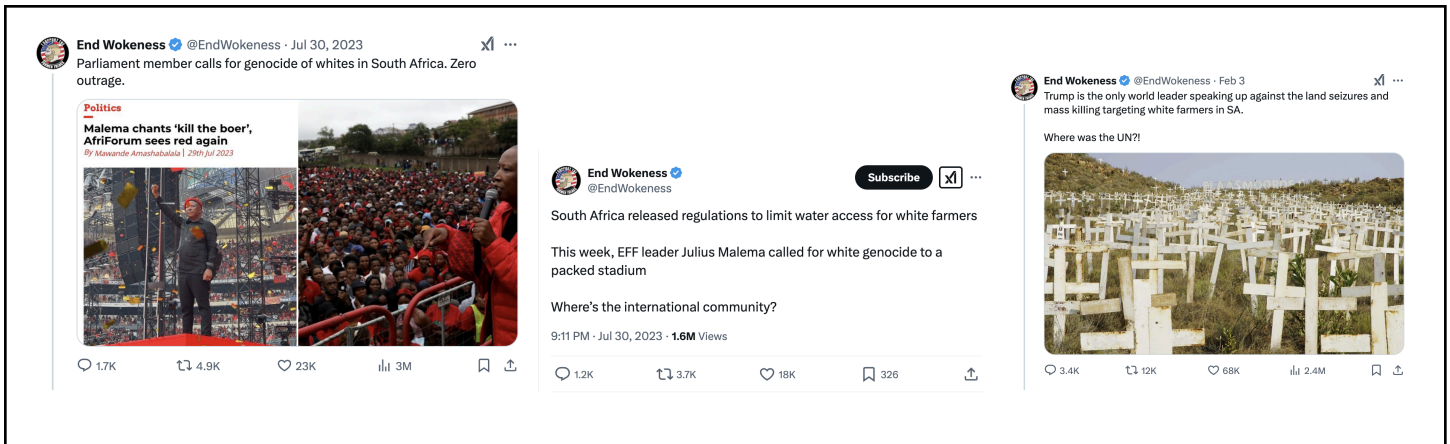 End Wokeness @EndWokeness · Jul 30, 2023
Parliament member calls for genocide of whites in South Africa. Zero
outrage.
Politics
Malema chants ‘kill the boer’,
AfriForum sees red again
By Mawande Amashabalala | 29th Jul 2023
1.7K 4.9K 23K 3M
End Wokeness
@EndWokeness
Subscribe
South Africa released regulations to limit water access for white farmers
This week, EFF leader Julius Malema called for white genocide to a
packed stadium
Where’s the international community?
9:11 PM · Jul 30, 2023 · 1.6M Views
1.2K 3.7K 18K 326
End Wokeness @EndWokeness · Feb 3
Trump is the only world leader speaking up against the land seizures and
mass killing targeting white farmers in SA.
Where was the UN?!
3.4K 12K 68K 2.4M